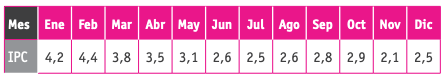 Mes Ene Feb Mar Abr May Jun Jul Ago Sep Oct Nov Dic
IPC 4,2 4,4 3,8 3,5 3,1 2,6 2,5 2,6 2,8 2,9 2,1 2,5